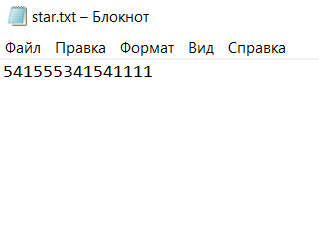 star.txt – Блокнот
Файл Правка Формат Вид Справка
541555341541111